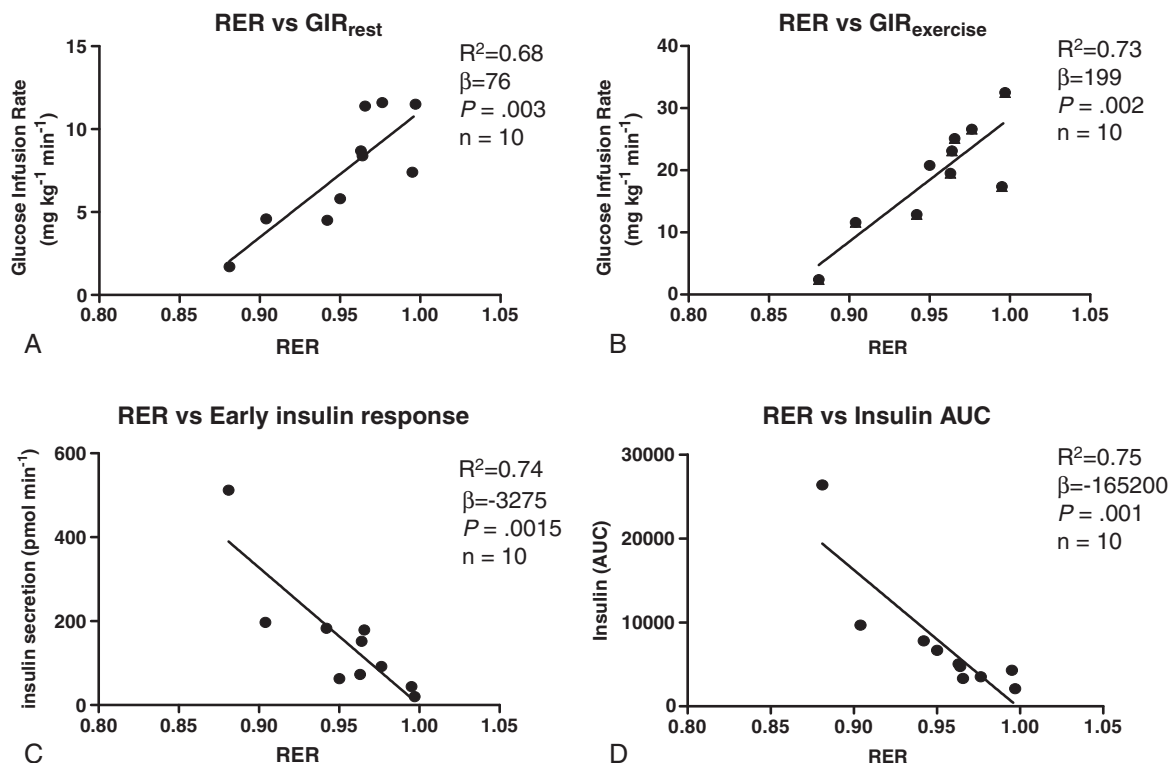 RER vs GIRrest
R²=0.68
β=76
P = .003
n = 10
Glucose Infusion Rate
(mg kg⁻¹ min⁻¹)
15
10
5
0
0.80 0.85 0.90 0.95 1.00 1.05
A
RER
RER vs GIRexercise
R²=0.73
β=199
P = .002
n = 10
Glucose Infusion Rate
(mg kg⁻¹ min⁻¹)
40
30
20
10
0
0.80 0.85 0.90 0.95 1.00 1.05
B
RER
RER vs Early insulin response
R²=0.74
β=-3275
P = .0015
n = 10
insulin secretion (pmol min⁻¹)
600
400
200
0
0.80 0.85 0.90 0.95 1.00 1.05
C
RER
RER vs Insulin AUC
R²=0.75
β=-165200
P = .001
n = 10
Insulin (AUC)
30000
20000
10000
0
0.80 0.85 0.90 0.95 1.00 1.05
D
RER